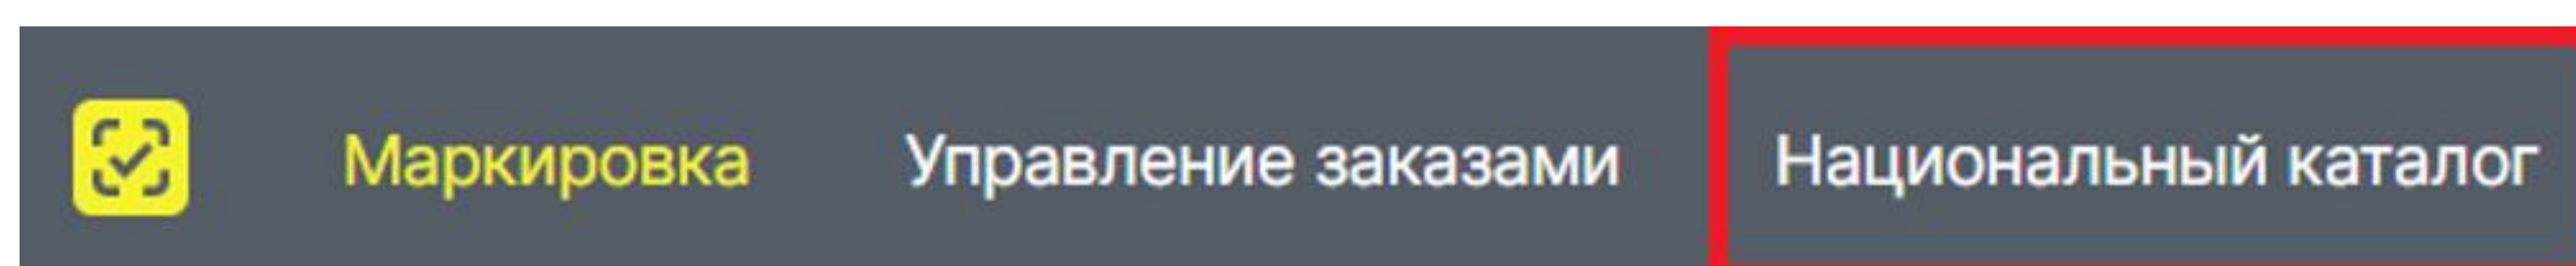 Маркировка Управление заказами Национальный каталог